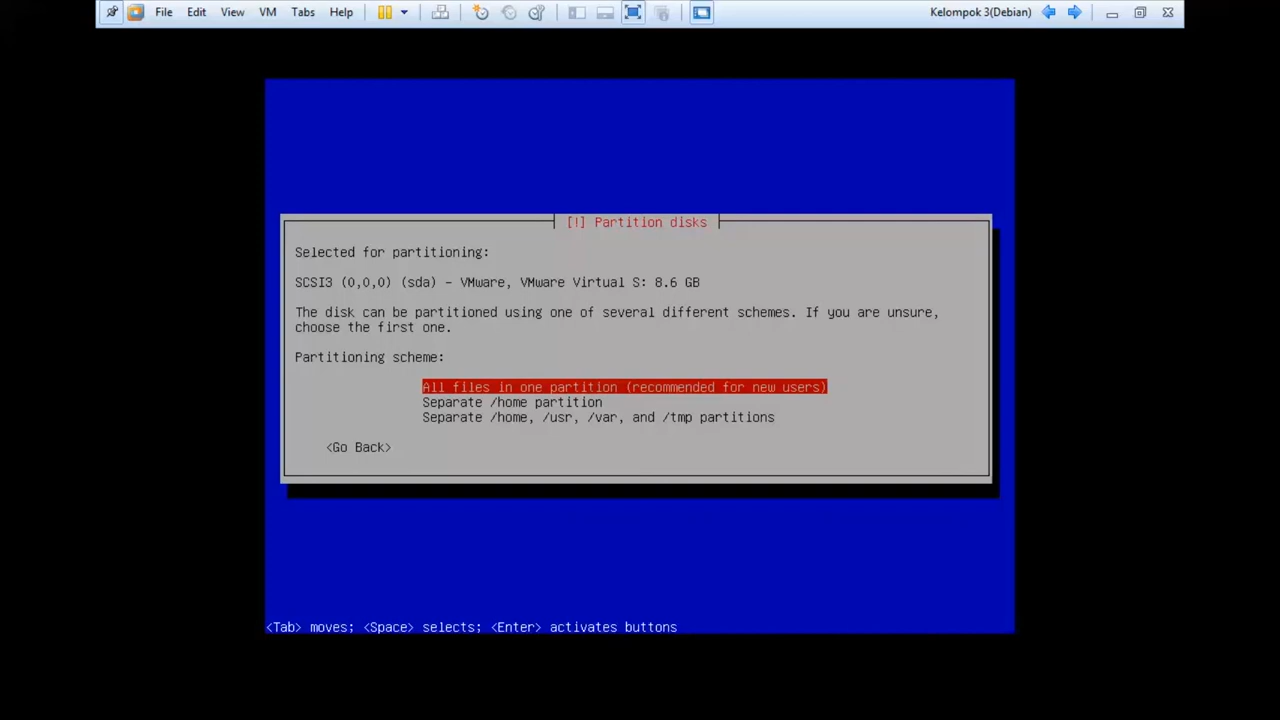 File Edit View VM Tabs Help Kelompok 3(Debian)
[!] Partition disks
Selected for partitioning:
SCSI3 (0,0,0) (sda) - VMware, VMware Virtual S: 8.6 GB
The disk can be partitioned using one of several different schemes. If you are unsure,
choose the first one.
Partitioning scheme:
All files in one partition (recommended for new users)
Separate /home partition
Separate /home, /usr, /var, and /tmp partitions
<Go Back>
<Tab> moves; <Space> selects; <Enter> activates buttons